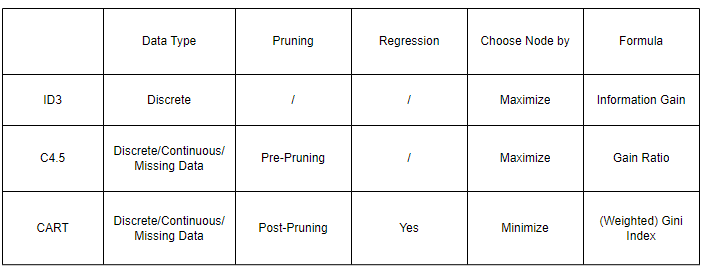 Data Type Pruning Regression Choose Node by Formula
ID3 Discrete / / Maximize Information Gain
C4.5 Discrete/Continuous/
Missing Data Pre-Pruning / Maximize Gain Ratio
CART Discrete/Continuous/
Missing Data Post-Pruning Yes Minimize (Weighted) Gini
Index